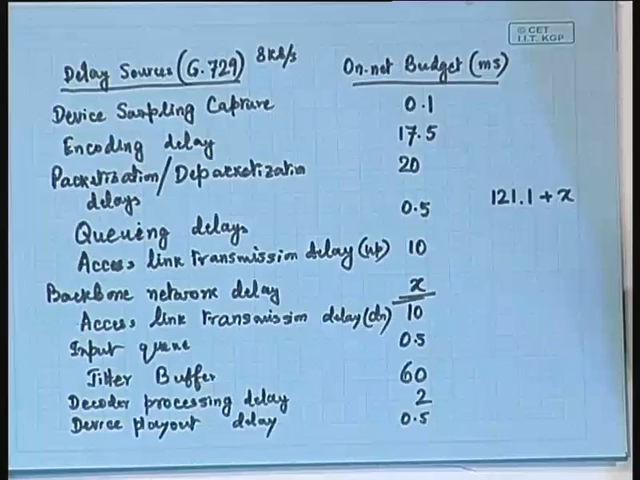 © CET
I.I.T. KGP
Delay Sources (G.729) 8kb/s On-net Budget (ms)
Device Sampling Capture 0.1
Encoding delay 17.5
Packetization/Depacketization 20
delays
121.1 + x
Queuing delays 0.5
Access link transmission delay (up) 10
Backbone network delay x
Access link transmission delay (dn) 10
Input queue 0.5
Jitter Buffer 60
Decoder processing delay 2
Device playout delay 0.5